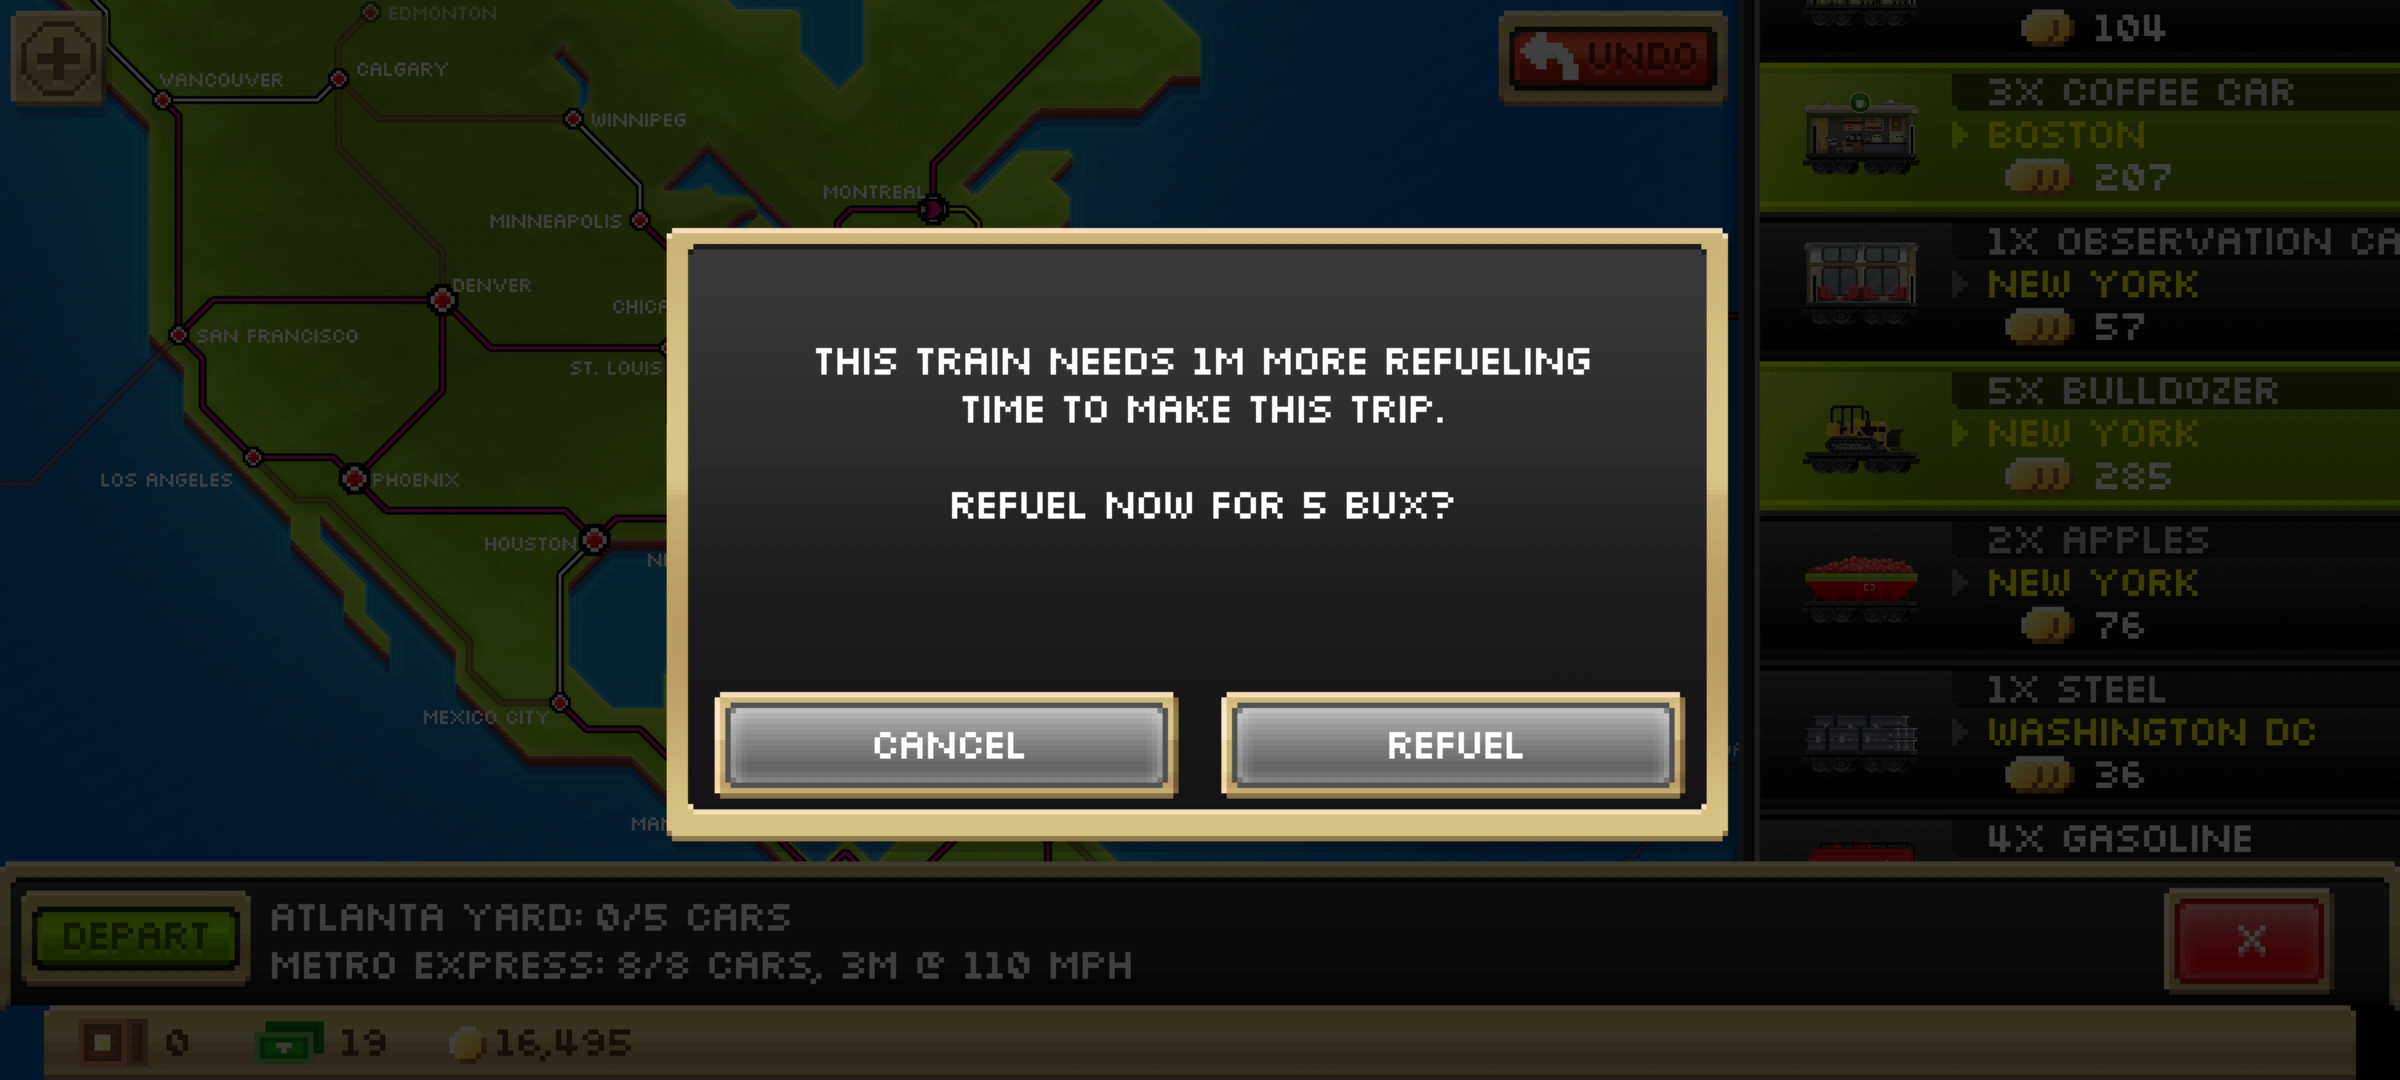 EDMONTON
VANCOUVER
CALGARY
WINNIPEG
MONTREAL
MINNEAPOLIS
DENVER
SAN FRANCISCO
ST. LOUIS
LOS ANGELES
PHOENIX
HOUSTON
MEXICO CITY
UNDO
THIS TRAIN NEEDS 1M MORE REFUELING
TIME TO MAKE THIS TRIP.
REFUEL NOW FOR 5 BUX?
CANCEL
REFUEL
104
3X COFFEE CAR
BOSTON
207
1X OBSERVATION CA
NEW YORK
57
5X BULLDOZER
NEW YORK
285
2X APPLES
NEW YORK
76
1X STEEL
WASHINGTON DC
36
4X GASOLINE
DEPART
ATLANTA YARD: 0/5 CARS
METRO EXPRESS: 8/8 CARS, 3M @ 110 MPH
X
0
19
16,495